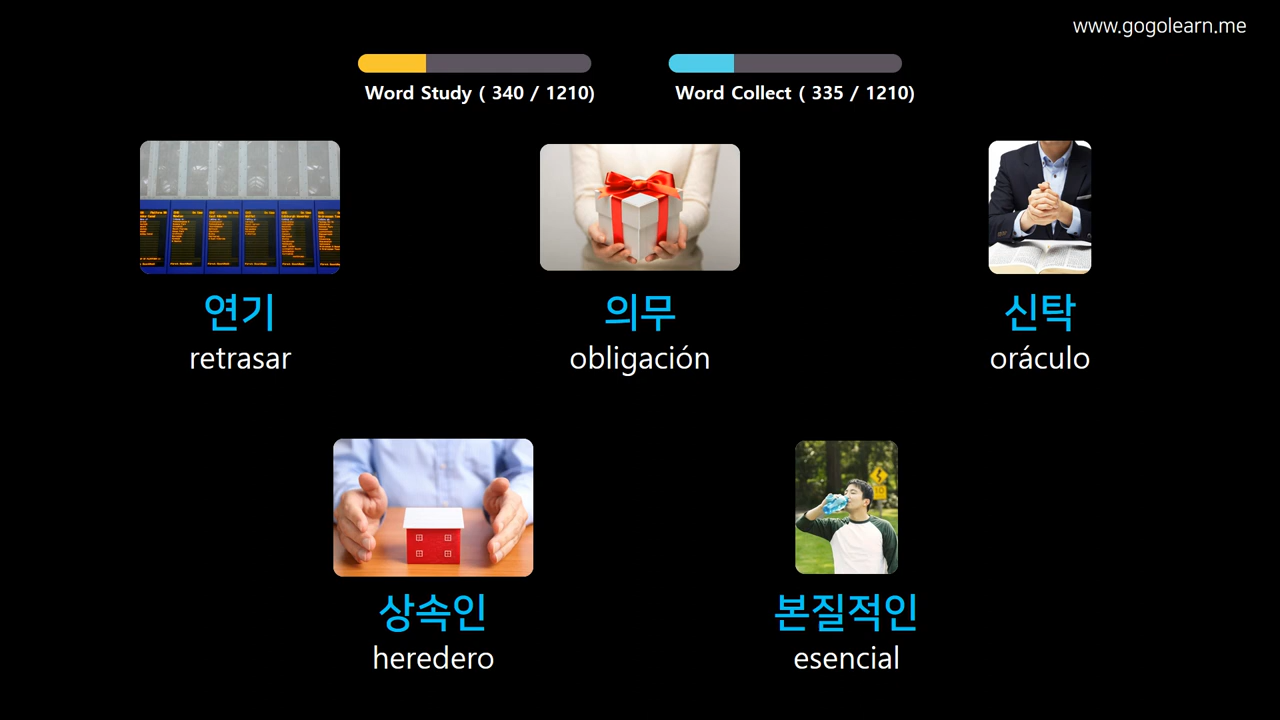 www.gogolearn.me
Word Study ( 340 / 1210)
Word Collect ( 335 / 1210)
연기
retrasar
의무
obligación
신탁
oráculo
상속인
heredero
본질적인
esencial